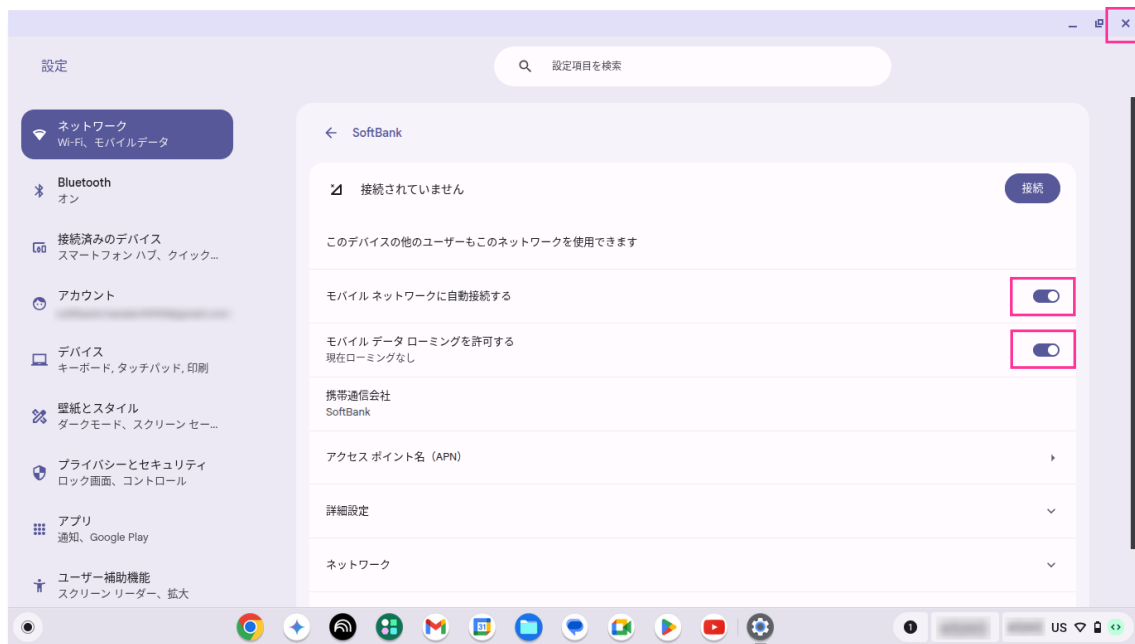 設定
設定項目を検索
ネットワーク
Wi-Fi、モバイルデータ
Bluetooth
オン
接続済みのデバイス
スマートフォン ハブ、クイック...
アカウント
デバイス
キーボード, タッチパッド, 印刷
壁紙とスタイル
ダークモード、スクリーン セー...
プライバシーとセキュリティ
ロック画面、コントロール
アプリ
通知、Google Play
ユーザー補助機能
スクリーン リーダー、拡大
SoftBank
接続されていません
接続
このデバイスの他のユーザーもこのネットワークを使用できます
モバイル ネットワークに自動接続する
モバイル データ ローミングを許可する
現在ローミングなし
携帯通信会社
SoftBank
アクセス ポイント名（APN）
詳細設定
ネットワーク
31
1
US